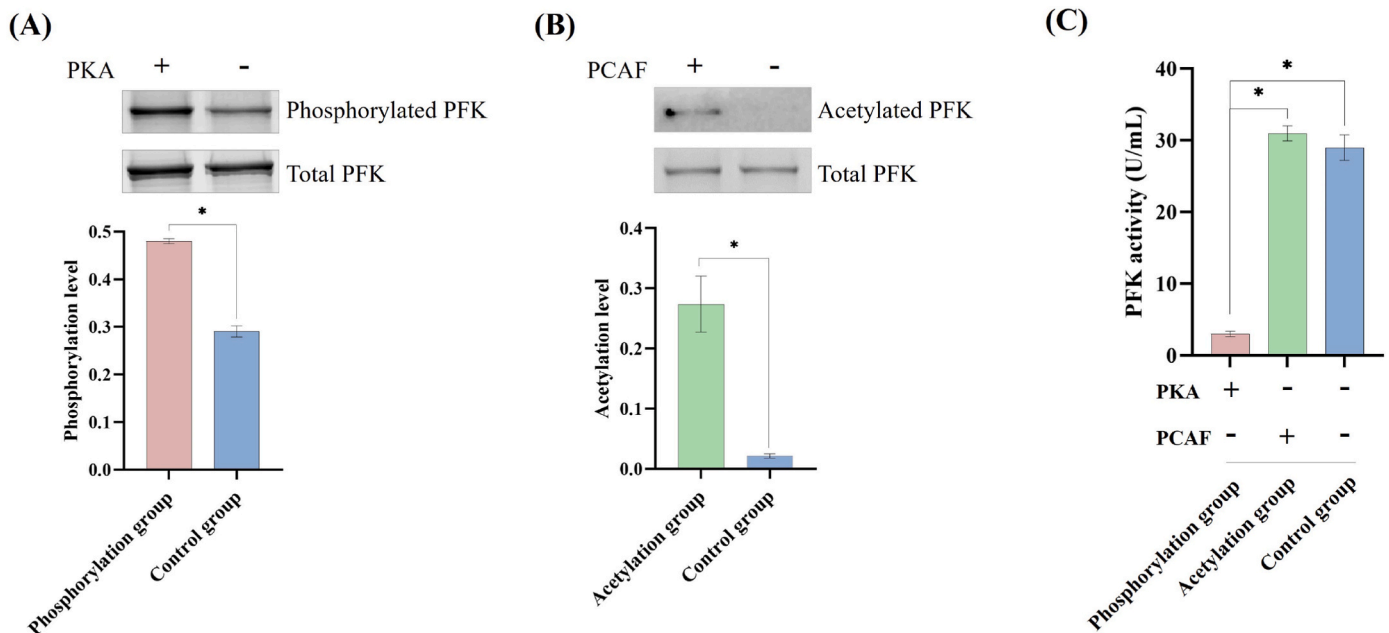 (A)
PKA + -
Phosphorylated PFK
Total PFK
*
Phosphorylation level
0.5
0.4
0.3
0.2
0.1
0.0
Phosphorylation group
Control group
(B)
PCAF + -
Acetylated PFK
Total PFK
*
Acetylation level
0.4
0.3
0.2
0.1
0.0
Acetylation group
Control group
(C)
*
*
PFK activity (U/mL)
40
30
20
10
0
PKA + - -
PCAF - + -
Phosphorylation group
Acetylation group
Control group